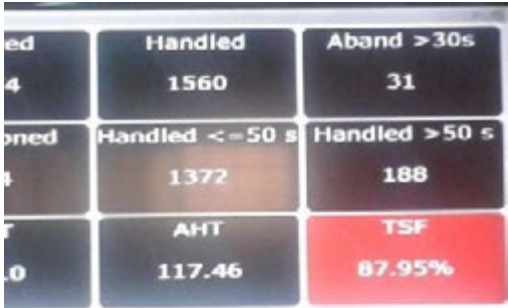 ed Handled Aband >30s
4 1560 31
oned Handled <=50 s Handled >50 s
1372 188
T AHT TSF
.0 117.46 87.95%